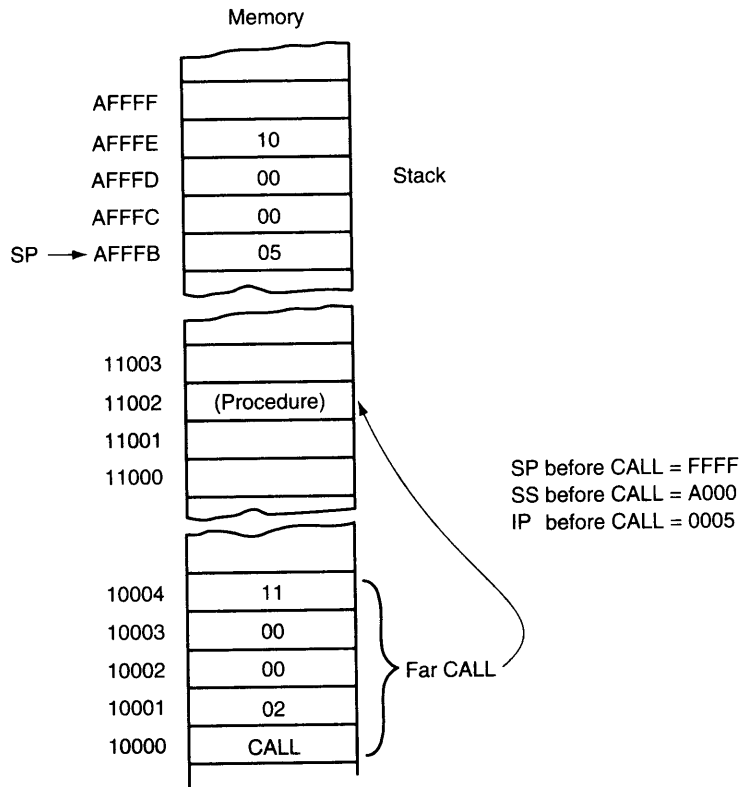 Memory
AFFFF
AFFFE 10
AFFFD 00
Stack
AFFFC 00
SP AFFFB 05
11003
11002 (Procedure)
11001
11000
SP before CALL = FFFF
SS before CALL = A000
IP before CALL = 0005
10004 11
10003 00
10002 00
Far CALL
10001 02
10000 CALL